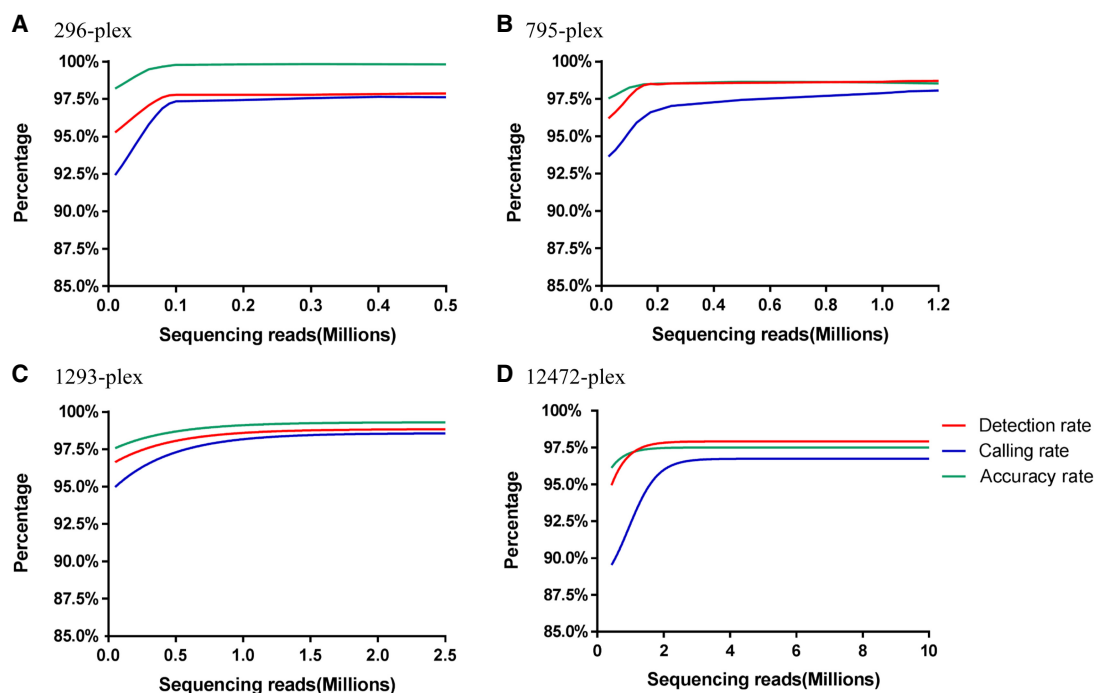 A 296-plex
100%
97.5%
95.0%
92.5%
90.0%
87.5%
85.0%
Percentage
0.0 0.1 0.2 0.3 0.4 0.5
Sequencing reads(Millions)
B 795-plex
100%
97.5%
95.0%
92.5%
90.0%
87.5%
85.0%
Percentage
0.0 0.2 0.4 0.6 0.8 1.0 1.2
Sequencing reads(Millions)
C 1293-plex
100%
97.5%
95.0%
92.5%
90.0%
87.5%
85.0%
Percentage
0.0 0.5 1.0 1.5 2.0 2.5
Sequencing reads(Millions)
D 12472-plex
100%
97.5%
95.0%
92.5%
90.0%
87.5%
85.0%
Percentage
0 2 4 6 8 10
Sequencing reads(Millions)
Detection rate
Calling rate
Accuracy rate